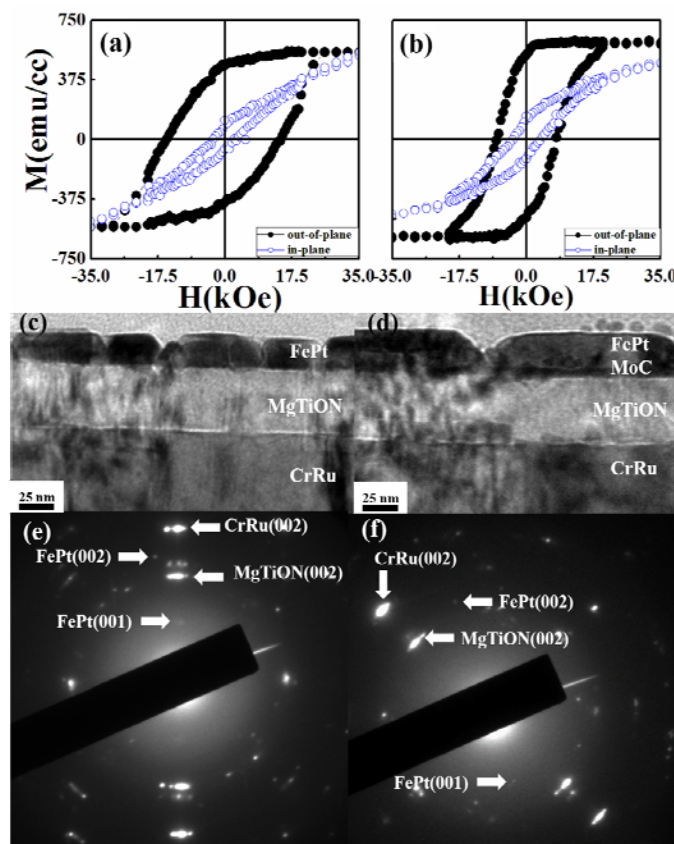 (a)
(b)
750
375
0
-375
-750
M(emu/cc)
out-of-plane
in-plane
out-of-plane
in-plane
-35.0 -17.5 0.0 17.5 35.0
-35.0 -17.5 0.0 17.5 35.0
H(kOe)
H(kOe)
(c)
FePt
MgTiON
CrRu
25 nm
(d)
FePt
MoC
MgTiON
CrRu
25 nm
(e)
CrRu(002)
FePt(002)
MgTiON(002)
FePt(001)
(f)
CrRu(002)
FePt(002)
MgTiON(002)
FePt(001)